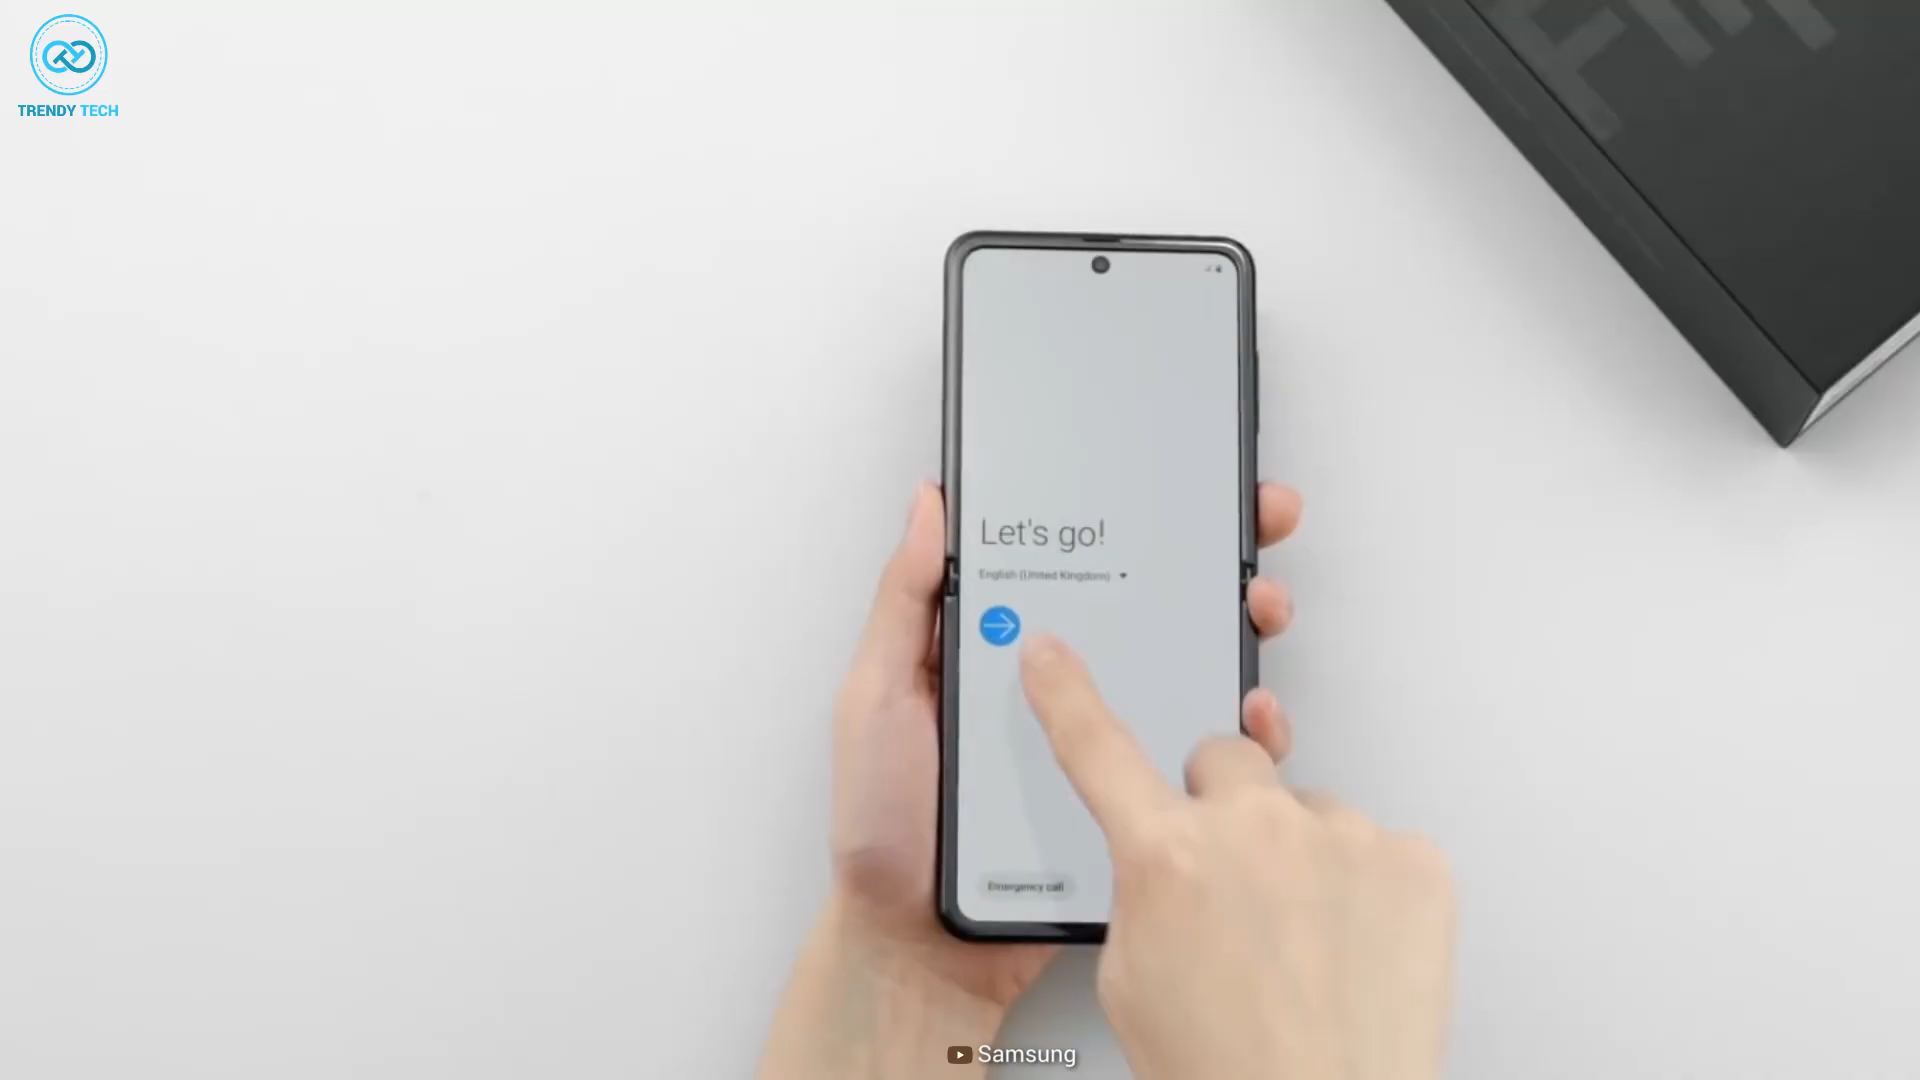 TRENDY TECH
Let's go!
English (United Kingdom)
Emergency call
Samsung